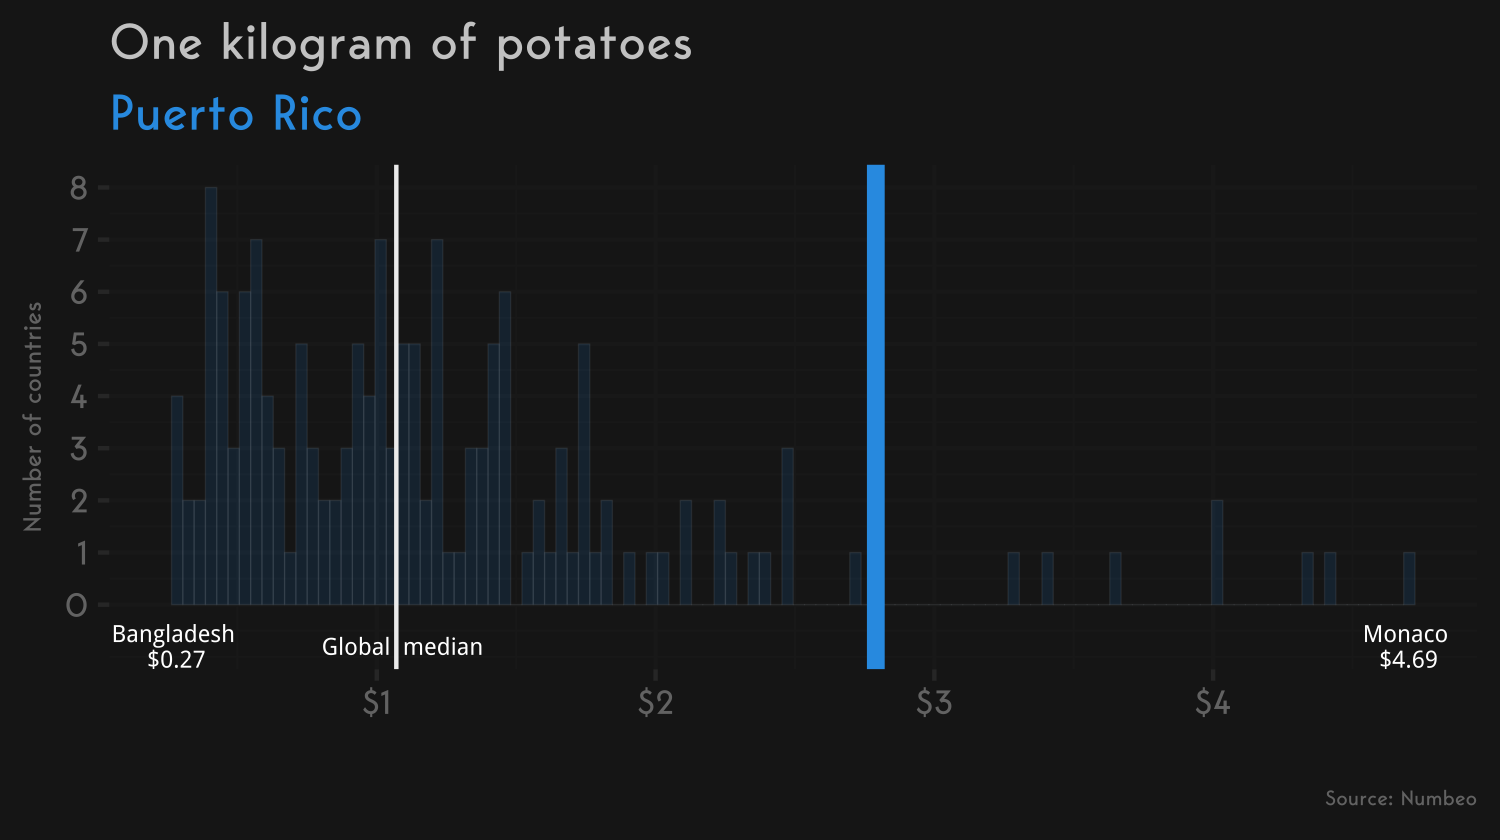 One kilogram of potatoes
Puerto Rico
Number of countries
8
7
6
5
4
3
2
1
0
Bangladesh
$0.27
Global median
Monaco
$4.69
$1
$2
$3
$4
Source: Numbeo